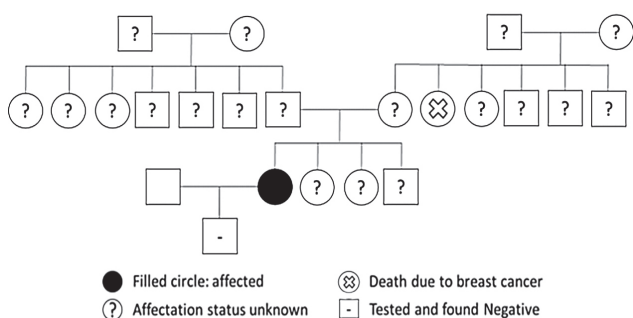 ? ? ? ?
? ? ? ? ? ? ? ? ? ? ? ?
? ? ?
-
Filled circle: affected
Death due to breast cancer
? Affectation status unknown
- Tested and found Negative